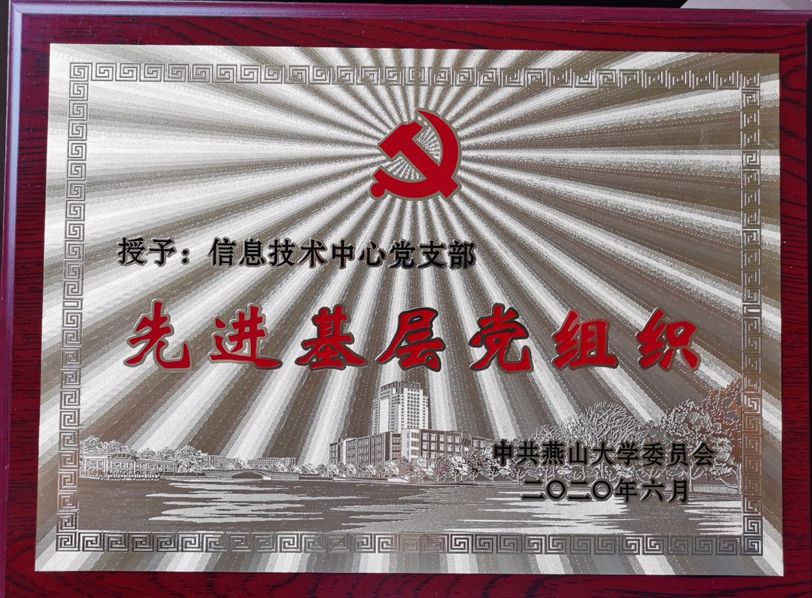 授予：信息技术中心党支部
先进基层党组织
中共燕山大学委员会
二〇二〇年六月